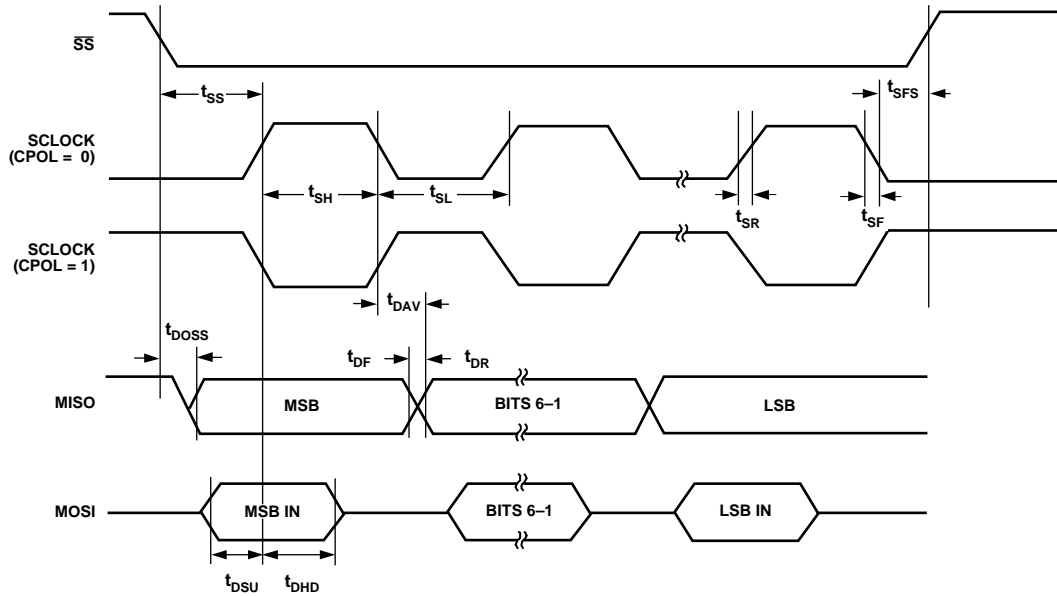 SS
tSS
tSFS
SCLOCK
(CPOL = 0)
tSH
tSL
tSR
tSF
SCLOCK
(CPOL = 1)
tDAV
tDOSS
tDF
tDR
MISO
MSB
BITS 6–1
LSB
MOSI
MSB IN
BITS 6–1
LSB IN
tDSU
tDHD